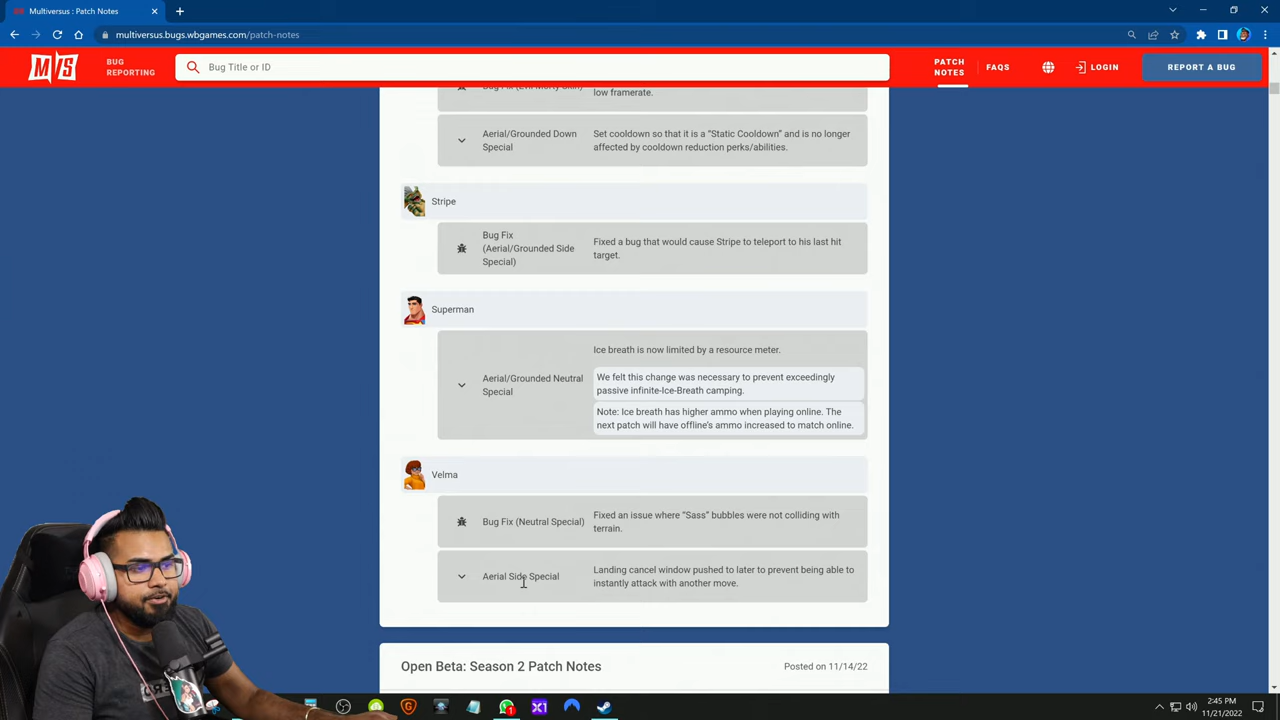 Multiversus : Patch Notes
multiversus.bugs.wbgames.com/patch-notes
M/S
BUG
REPORTING
Bug Title or ID
PATCH
NOTES
FAQS
LOGIN
REPORT A BUG
Bug Fix (Evil Morty Skin)
low framerate.
Aerial/Grounded Down
Special
Set cooldown so that it is a “Static Cooldown” and is no longer
affected by cooldown reduction perks/abilities.
Stripe
Bug Fix
(Aerial/Grounded Side
Special)
Fixed a bug that would cause Stripe to teleport to his last hit
target.
Superman
Aerial/Grounded Neutral
Special
Ice breath is now limited by a resource meter.
We felt this change was necessary to prevent exceedingly
passive infinite-Ice-Breath camping.
Note: Ice breath has higher ammo when playing online. The
next patch will have offline's ammo increased to match online.
Velma
Bug Fix (Neutral Special)
Fixed an issue where “Sass” bubbles were not colliding with
terrain.
Aerial Side Special
Landing cancel window pushed to later to prevent being able to
instantly attack with another move.
Open Beta: Season 2 Patch Notes
Posted on 11/14/22
2:45 PM
11/21/2022